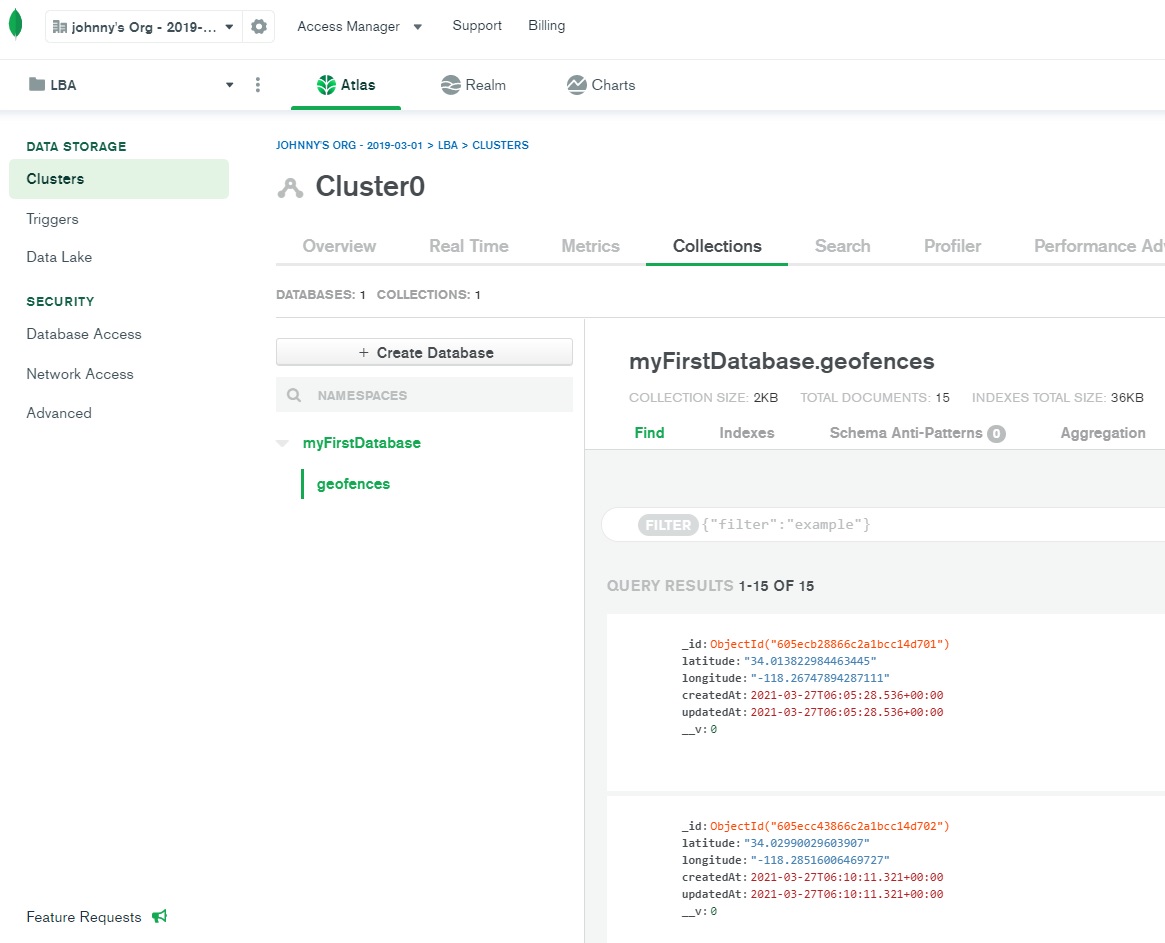 johnny's Org - 2019-...
Access Manager
Support
Billing
LBA
Atlas
Realm
Charts
DATA STORAGE
Clusters
Triggers
Data Lake
SECURITY
Database Access
Network Access
Advanced
Feature Requests
JOHNNY'S ORG - 2019-03-01 > LBA > CLUSTERS
Cluster0
Overview
Real Time
Metrics
Collections
Search
Profiler
Performance Adv
DATABASES: 1 COLLECTIONS: 1
+ Create Database
NAMESPACES
myFirstDatabase
geofences
myFirstDatabase.geofences
COLLECTION SIZE: 2KB TOTAL DOCUMENTS: 15 INDEXES TOTAL SIZE: 36KB
Find
Indexes
Schema Anti-Patterns 0
Aggregation
FILTER {"filter":"example"}
QUERY RESULTS 1-15 OF 15
_id: ObjectId("605ecb28866c2a1bcc14d701")
latitude: "34.013822984463445"
longitude: "-118.26747894287111"
createdAt: 2021-03-27T06:05:28.536+00:00
updatedAt: 2021-03-27T06:05:28.536+00:00
__v: 0
_id: ObjectId("605ecc43866c2a1bcc14d702")
latitude: "34.02990029603907"
longitude: "-118.28516006469727"
createdAt: 2021-03-27T06:10:11.321+00:00
updatedAt: 2021-03-27T06:10:11.321+00:00
__v: 0